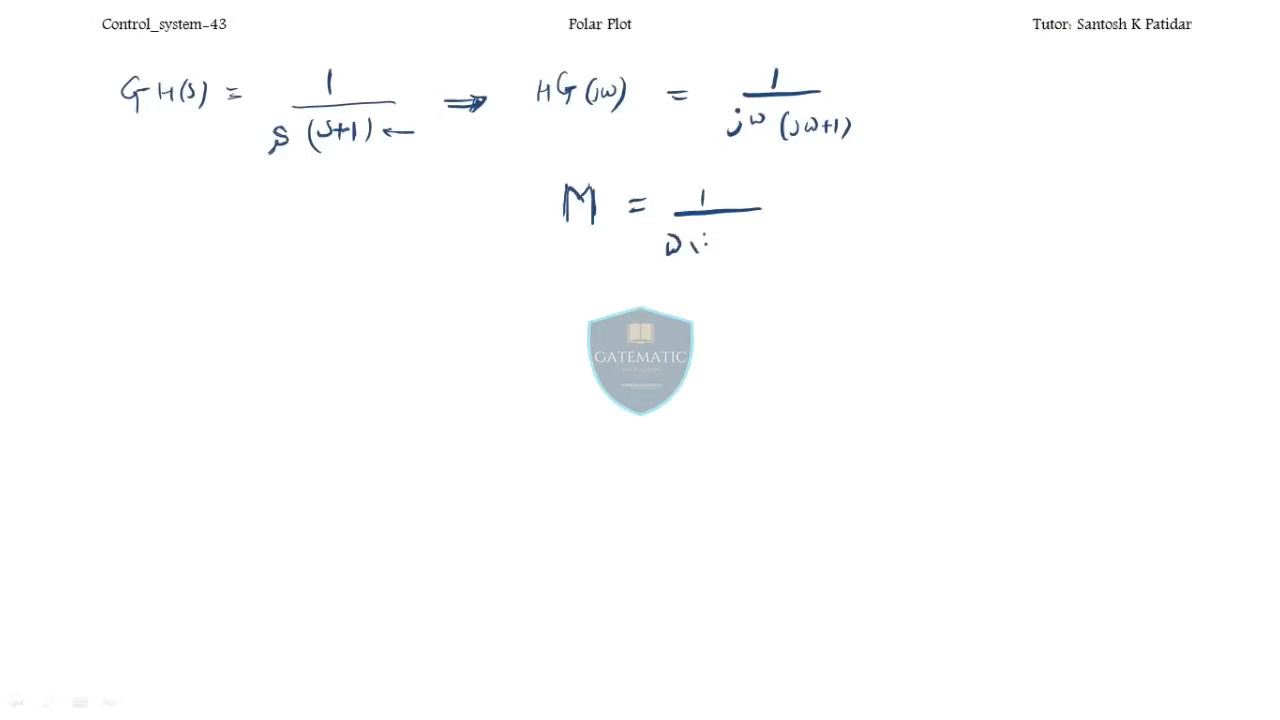 Control_system-43 Polar Plot Tutor: Santosh K Patidar
GH(s) = 1 / s (s+1) ← ⇒ HG(jω) = 1 / jω (jω+1)
M = 1 / ω
GATEMATIC